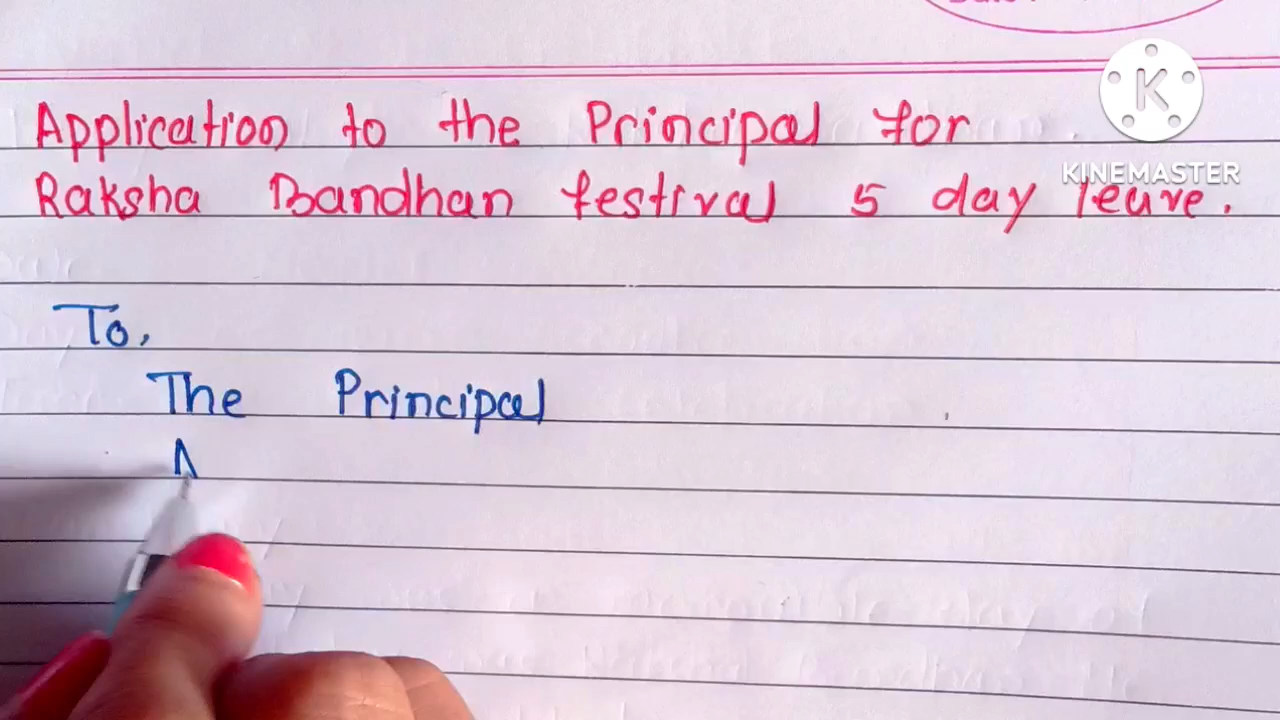 Application to the Principal for
Raksha Bandhan festival 5 day leave.
To,
The Principal
A
K
KINEMASTER